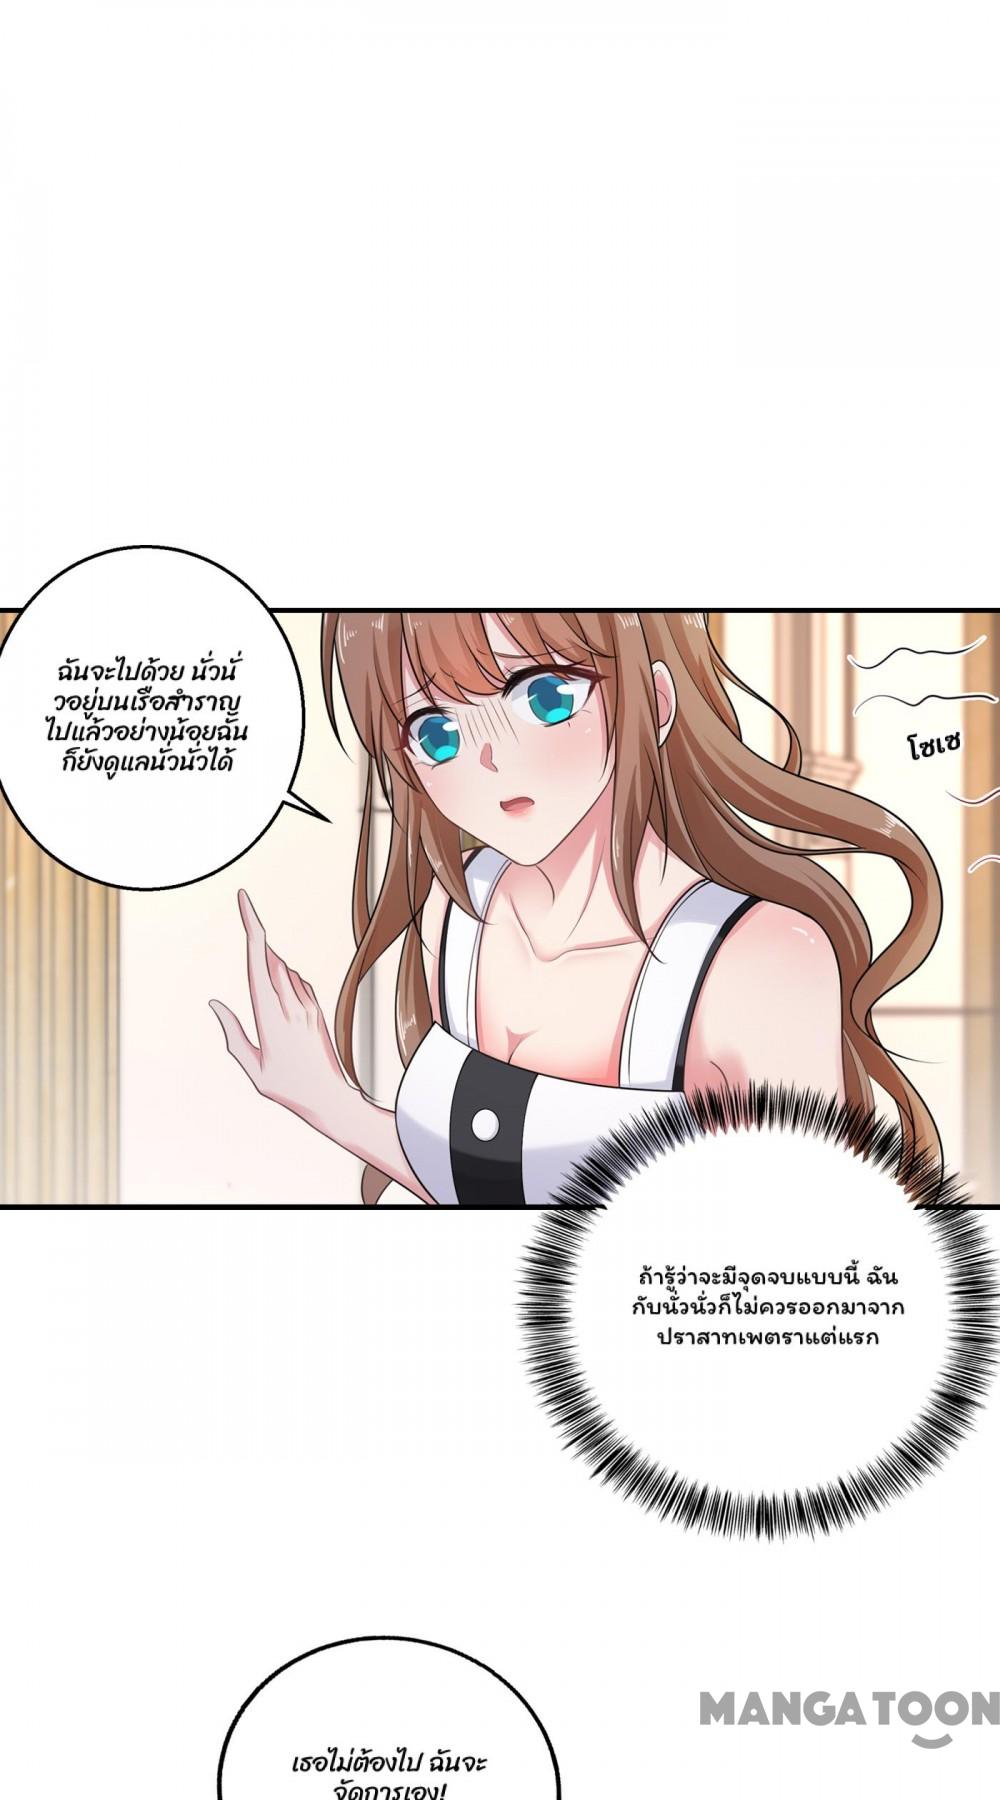 ฉันจะไปด้วย นั่วนั่
วอยู่บนเรือสำราญ
ไปแล้วอย่างน้อยฉัน
ก็ยังดูแลนั่วนั่วได้
โซเซ
ถ้ารู้ว่าจะมีจุดจบแบบนี้ ฉัน
กับนั่วนั่วก็ไม่ควรออกมาจาก
ปราสาทเพตราแต่แรก
MANGATOON
เธอไม่ต้องไป ฉันจะ
จัดการเอง!